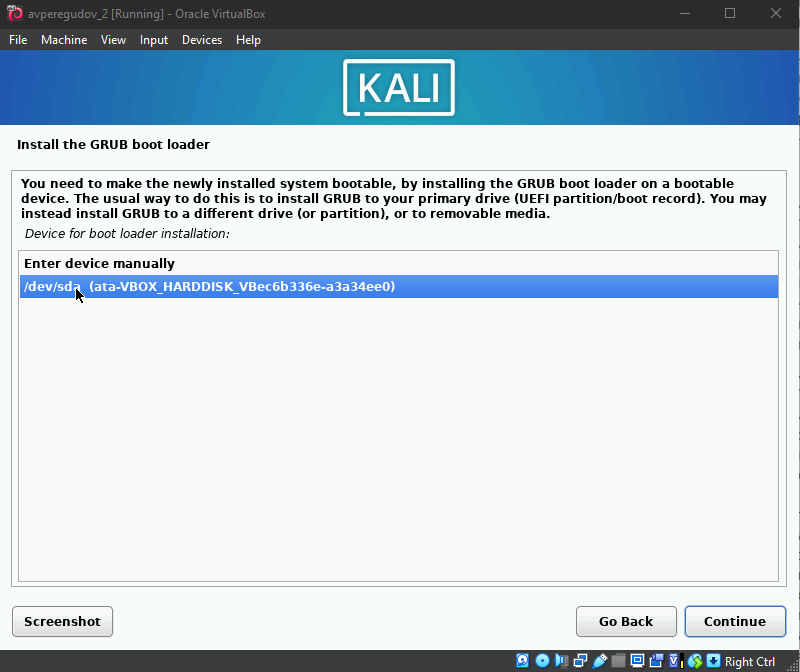 avperegudov_2 [Running] - Oracle VirtualBox
File Machine View Input Devices Help
KALI
Install the GRUB boot loader
You need to make the newly installed system bootable, by installing the GRUB boot loader on a bootable
device. The usual way to do this is to install GRUB to your primary drive (UEFI partition/boot record). You may
instead install GRUB to a different drive (or partition), or to removable media.
Device for boot loader installation:
Enter device manually
/dev/sda (ata-VBOX_HARDDISK_VBec6b336e-a3a34ee0)
Screenshot Go Back Continue
Right Ctrl